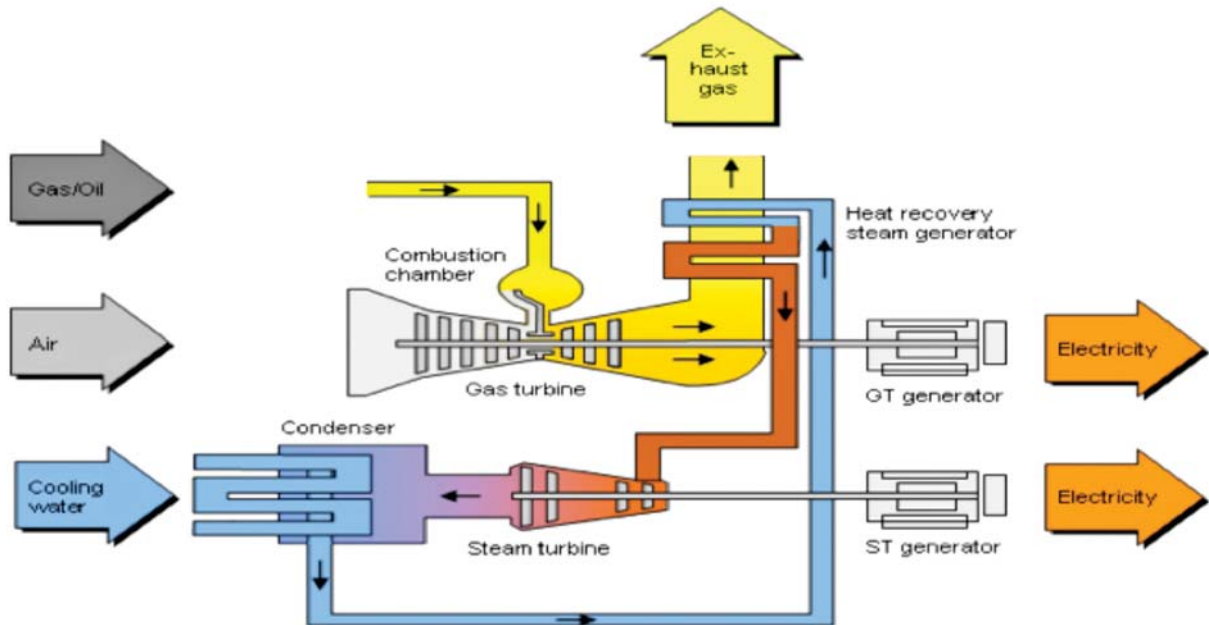 Ex-
haust
gas
Gas/Oil
Heat recovery
steam generator
Combustion
chamber
Air
Electricity
Gas turbine
GT generator
Condenser
Cooling
water
Electricity
Steam turbine
ST generator